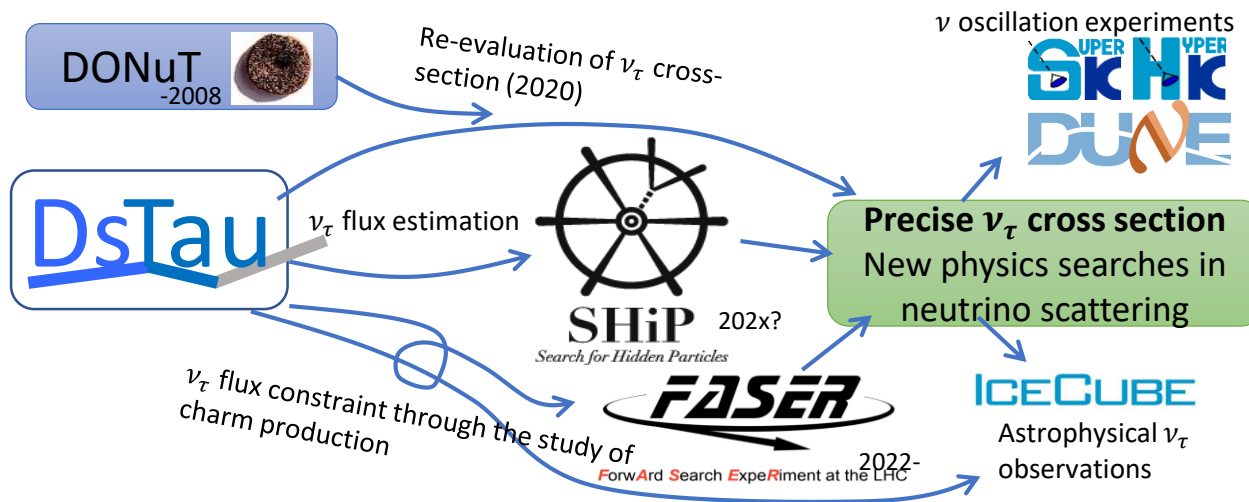 DONuT
-2008
Re-evaluation of ντ cross-
section (2020)
ν oscillation experiments
SUPER
K
HYPER
K
DUNE
DsTau
ντ flux estimation
SHiP
Search for Hidden Particles
202x?
Precise ντ cross section
New physics searches in
neutrino scattering
ντ flux constraint through the study of
charm production
FASER
2022-
ForwArd Search ExpeRiment at the LHC
ICECUBE
Astrophysical ντ
observations